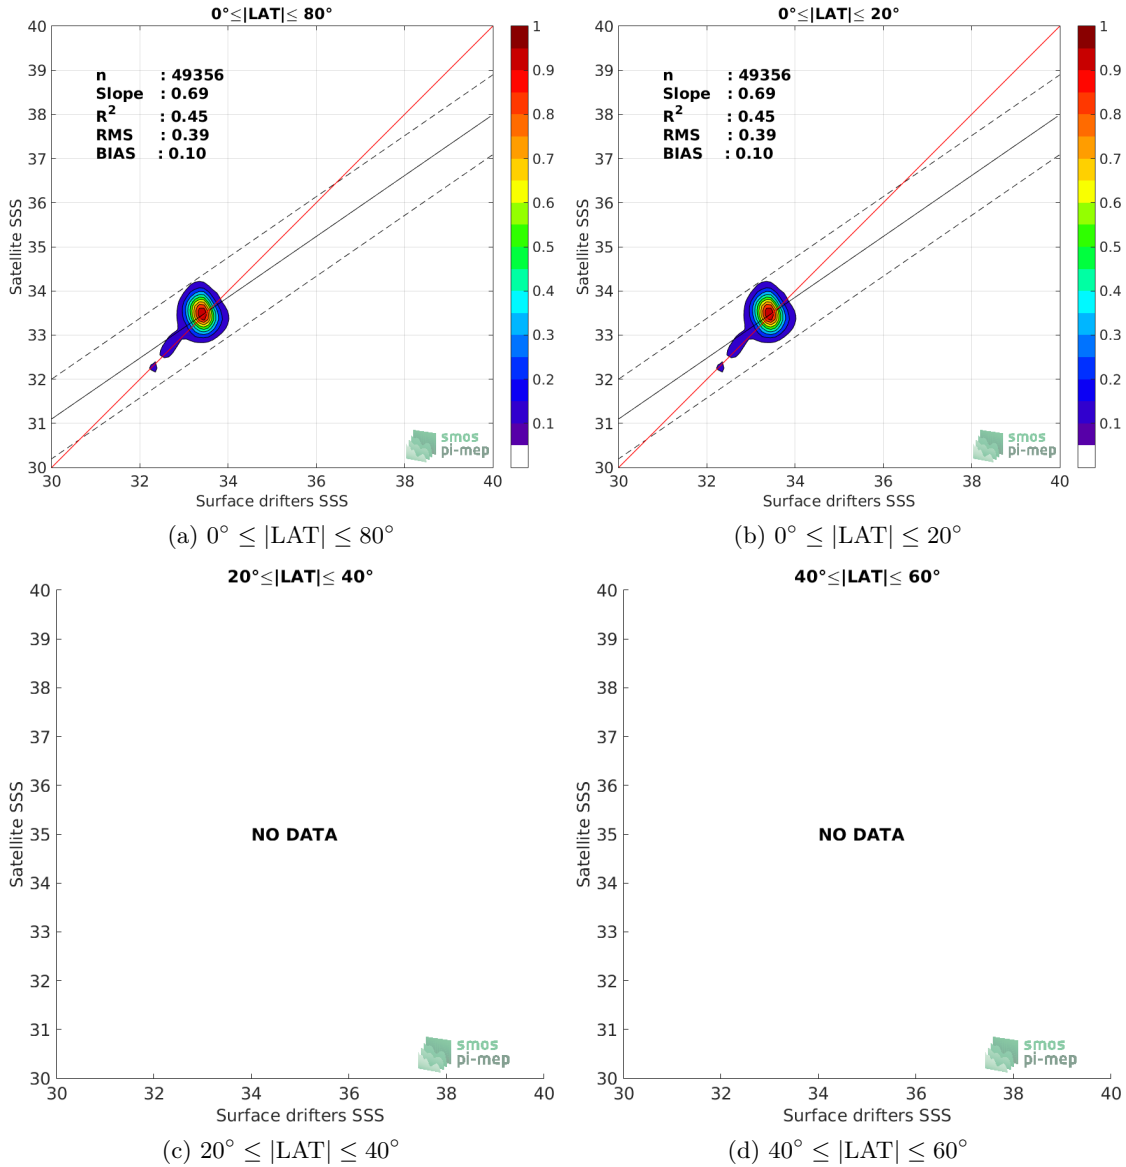 0°≤|LAT|≤ 80°
n : 49356
Slope : 0.69
R² : 0.45
RMS : 0.39
BIAS : 0.10
40
39
38
37
36
35
34
33
32
31
30
Satellite SSS
30 32 34 36 38 40
Surface drifters SSS
1
0.9
0.8
0.7
0.6
0.5
0.4
0.3
0.2
0.1
smos
pi-mep
(a) 0° ≤ |LAT| ≤ 80°
0°≤|LAT|≤ 20°
n : 49356
Slope : 0.69
R² : 0.45
RMS : 0.39
BIAS : 0.10
40
39
38
37
36
35
34
33
32
31
30
Satellite SSS
30 32 34 36 38 40
Surface drifters SSS
1
0.9
0.8
0.7
0.6
0.5
0.4
0.3
0.2
0.1
smos
pi-mep
(b) 0° ≤ |LAT| ≤ 20°
20°≤|LAT|≤ 40°
40
39
38
37
36
35
34
33
32
31
30
Satellite SSS
NO DATA
30 32 34 36 38 40
Surface drifters SSS
smos
pi-mep
(c) 20° ≤ |LAT| ≤ 40°
40°≤|LAT|≤ 60°
40
39
38
37
36
35
34
33
32
31
30
Satellite SSS
NO DATA
30 32 34 36 38 40
Surface drifters SSS
smos
pi-mep
(d) 40° ≤ |LAT| ≤ 60°